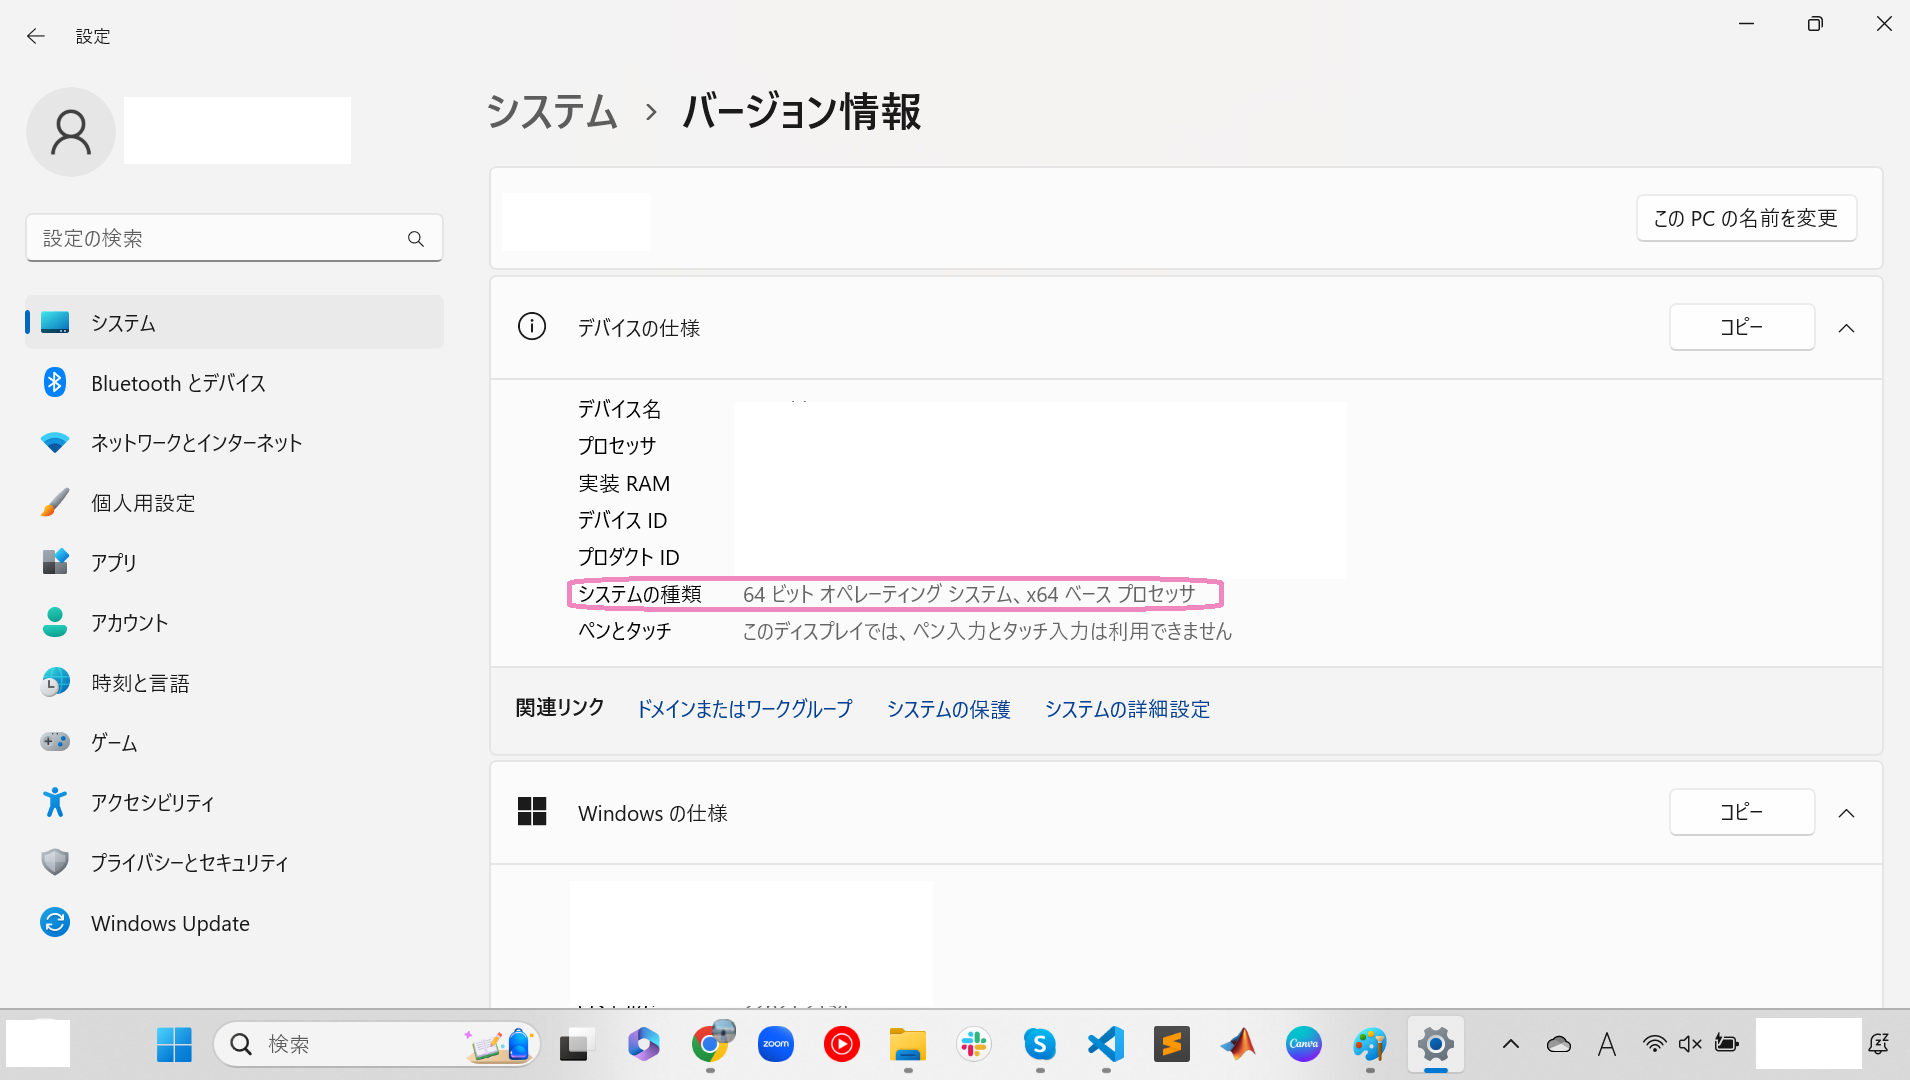 設定
システム › バージョン情報
設定の検索
この PC の名前を変更
システム
Bluetooth とデバイス
ネットワークとインターネット
個人用設定
アプリ
アカウント
時刻と言語
ゲーム
アクセシビリティ
プライバシーとセキュリティ
Windows Update
デバイスの仕様
コピー
デバイス名
プロセッサ
実装 RAM
デバイス ID
プロダクト ID
システムの種類 64 ビット オペレーティング システム、x64 ベース プロセッサ
ペンとタッチ このディスプレイでは、ペン入力とタッチ入力は利用できません
関連リンク ドメインまたはワークグループ システムの保護 システムの詳細設定
Windows の仕様
コピー
検索
zoom
S
S
Canva
A